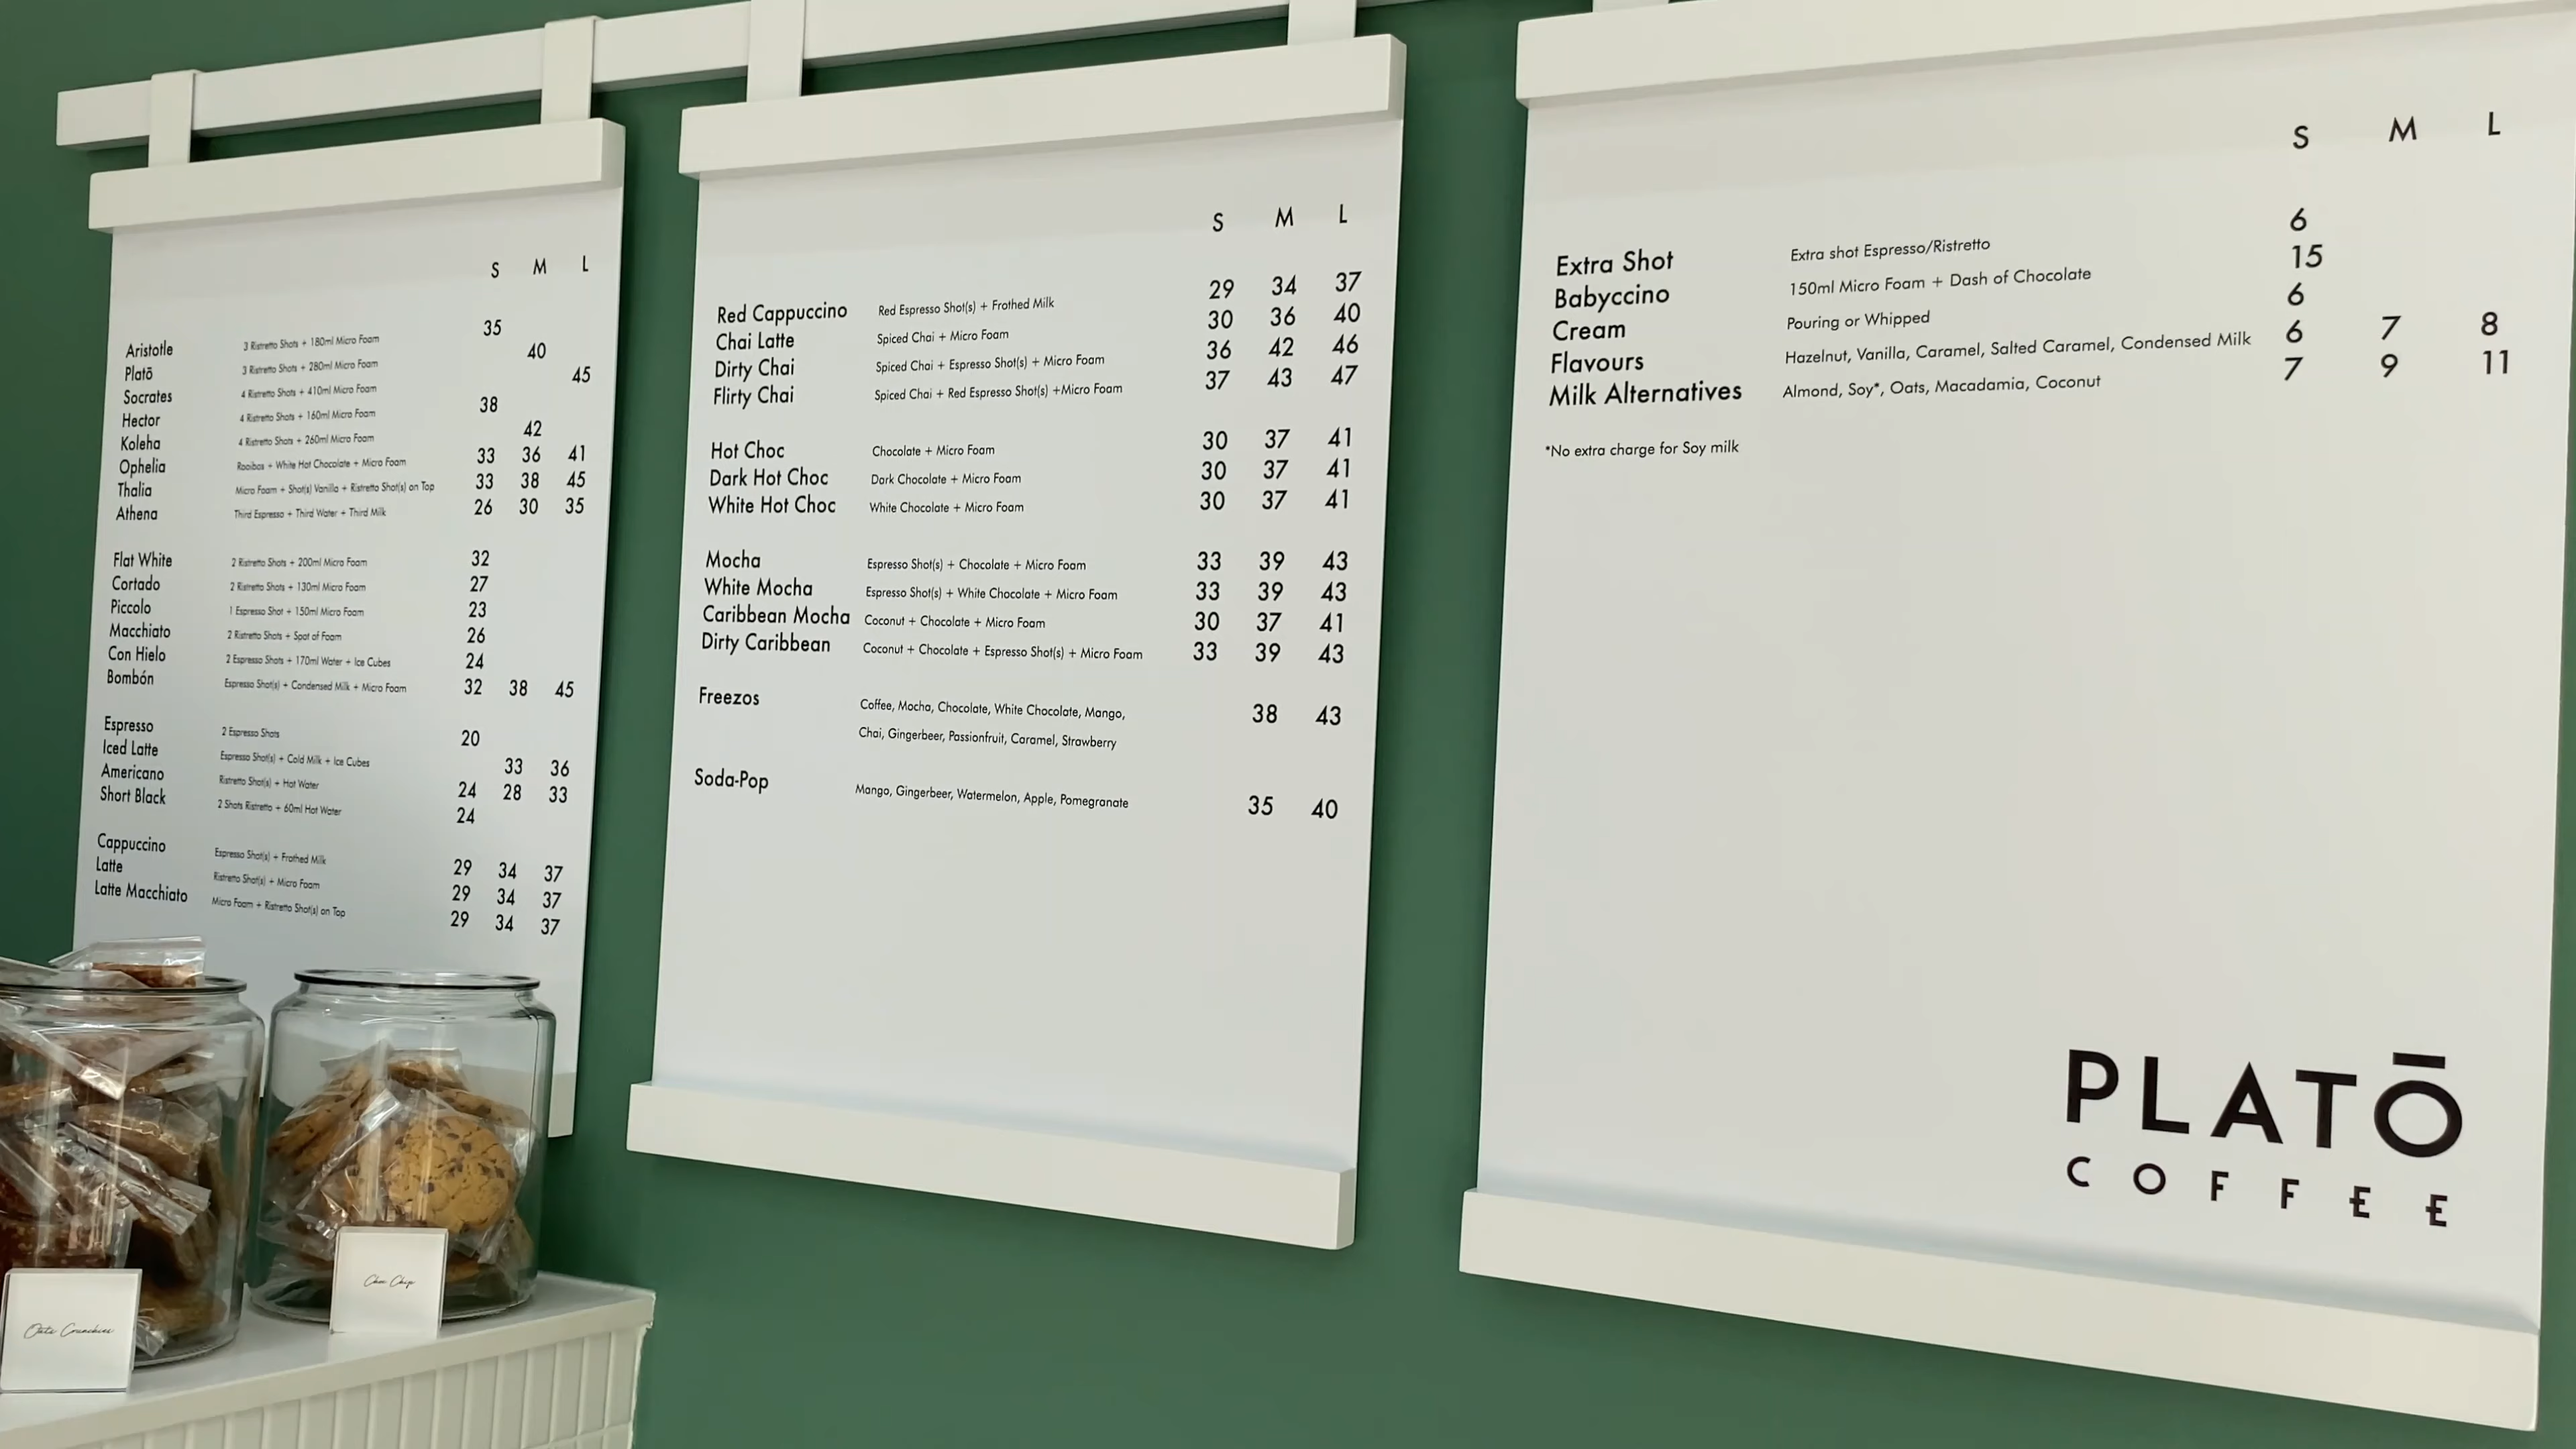 S M L
Aristotle 3 Ristretto Shots + 180ml Micro Foam 35
Platō 3 Ristretto Shots + 280ml Micro Foam 40
Socrates 4 Ristretto Shots + 410ml Micro Foam 45
Hector 4 Ristretto Shots + 160ml Micro Foam 38
Koleha 4 Ristretto Shots + 260ml Micro Foam 42
Ophelia Rooibos + White Hot Chocolate + Micro Foam 33 36 41
Thalia Micro Foam + Shot(s) Vanilla + Ristretto Shot(s) on Top 33 38 45
Athena Third Espresso + Third Water + Third Milk 26 30 35
Flat White 2 Ristretto Shots + 200ml Micro Foam 32
Cortado 2 Ristretto Shots + 130ml Micro Foam 27
Piccolo 1 Espresso Shot + 150ml Micro Foam 23
Macchiato 2 Ristretto Shots + Spot of Foam 26
Con Hielo 2 Espresso Shots + 170ml Water + Ice Cubes 24
Bombón Espresso Shot(s) + Condensed Milk + Micro Foam 32 38 45
Espresso 2 Espresso Shots 20
Iced Latte Espresso Shot(s) + Cold Milk + Ice Cubes 33 36
Americano Ristretto Shot(s) + Hot Water 24 28 33
Short Black 2 Shots Ristretto + 60ml Hot Water 24
Cappuccino Espresso Shot(s) + Frothed Milk 29 34 37
Latte Ristretto Shot(s) + Micro Foam 29 34 37
Latte Macchiato Micro Foam + Ristretto Shot(s) on Top 29 34 37
S M L
Red Cappuccino Red Espresso Shot(s) + Frothed Milk 29 34 37
Chai Latte Spiced Chai + Micro Foam 30 36 40
Dirty Chai Spiced Chai + Espresso Shot(s) + Micro Foam 36 42 46
Flirty Chai Spiced Chai + Red Espresso Shot(s) +Micro Foam 37 43 47
Hot Choc Chocolate + Micro Foam 30 37 41
Dark Hot Choc Dark Chocolate + Micro Foam 30 37 41
White Hot Choc White Chocolate + Micro Foam 30 37 41
Mocha Espresso Shot(s) + Chocolate + Micro Foam 33 39 43
White Mocha Espresso Shot(s) + White Chocolate + Micro Foam 33 39 43
Caribbean Mocha Coconut + Chocolate + Micro Foam 30 37 41
Dirty Caribbean Coconut + Chocolate + Espresso Shot(s) + Micro Foam 33 39 43
Freezos Coffee, Mocha, Chocolate, White Chocolate, Mango, 38 43
Chai, Gingerbeer, Passionfruit, Caramel, Strawberry
Soda-Pop Mango, Gingerbeer, Watermelon, Apple, Pomegranate 35 40
S M L
Extra Shot Extra shot Espresso/Ristretto 6
Babyccino 150ml Micro Foam + Dash of Chocolate 15
Cream Pouring or Whipped 6
Flavours Hazelnut, Vanilla, Caramel, Salted Caramel, Condensed Milk 6 7 8
Milk Alternatives Almond, Soy*, Oats, Macadamia, Coconut 7 9 11
*No extra charge for Soy milk
PLATŌ
COFFEE
Choc Chip
Oats Crunchies